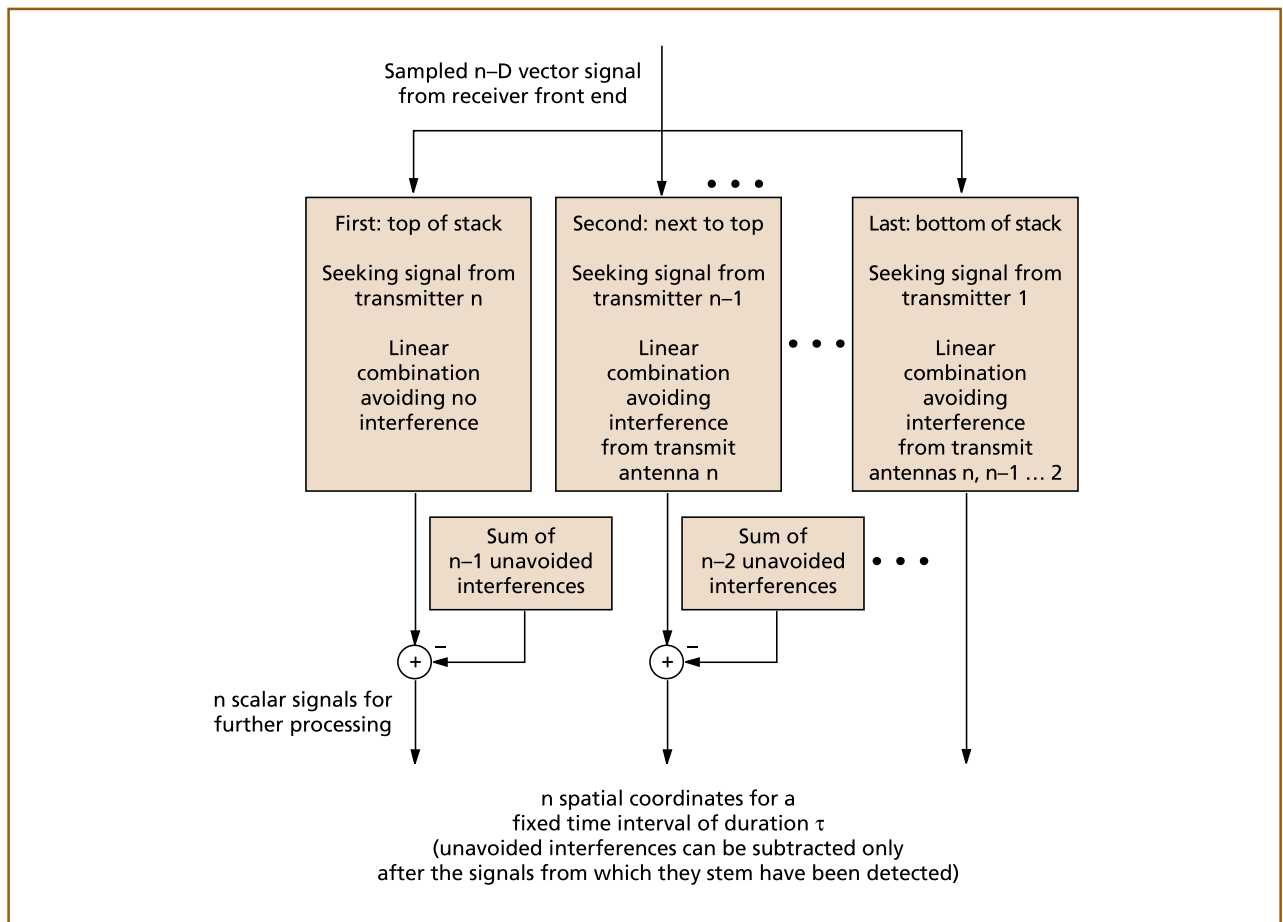 Sampled n–D vector signal
from receiver front end
• • •
First: top of stack
Seeking signal from
transmitter n
Linear
combination
avoiding no
interference
Second: next to top
Seeking signal from
transmitter n–1
Linear
combination
avoiding
interference
from transmit
antenna n
• • •
Last: bottom of stack
Seeking signal from
transmitter 1
Linear
combination
avoiding
interference
from transmit
antennas n, n–1 … 2
Sum of
n–1 unavoided
interferences
Sum of
n–2 unavoided
interferences
• • •
+
–
+
–
n scalar signals for
further processing
n spatial coordinates for a
fixed time interval of duration τ
(unavoided interferences can be subtracted only
after the signals from which they stem have been detected)